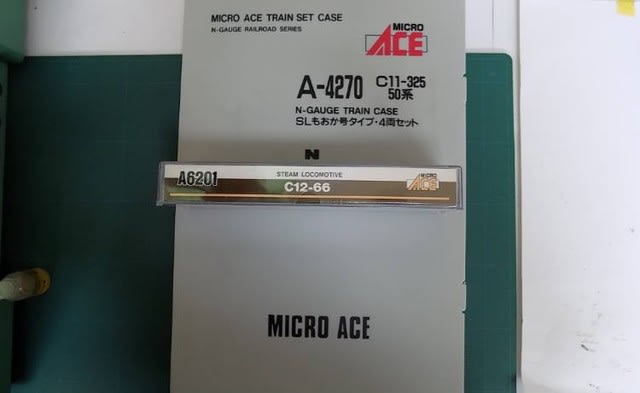 MICRO ACE TRAIN SET CASE
N-GAUGE RAILROAD SERIES
MICRO
ACE
A-4270 C11-325
50系
N-GAUGE TRAIN CASE
SLもおか号タイプ・4両セット
N
A6201
STEAM LOCOMOTIVE
C12-66
MICRO
ACE
MICRO ACE